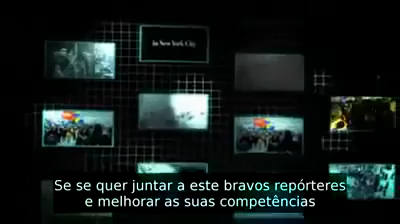 in New York City
Se se quer juntar a este bravos repórteres
e melhorar as suas competências